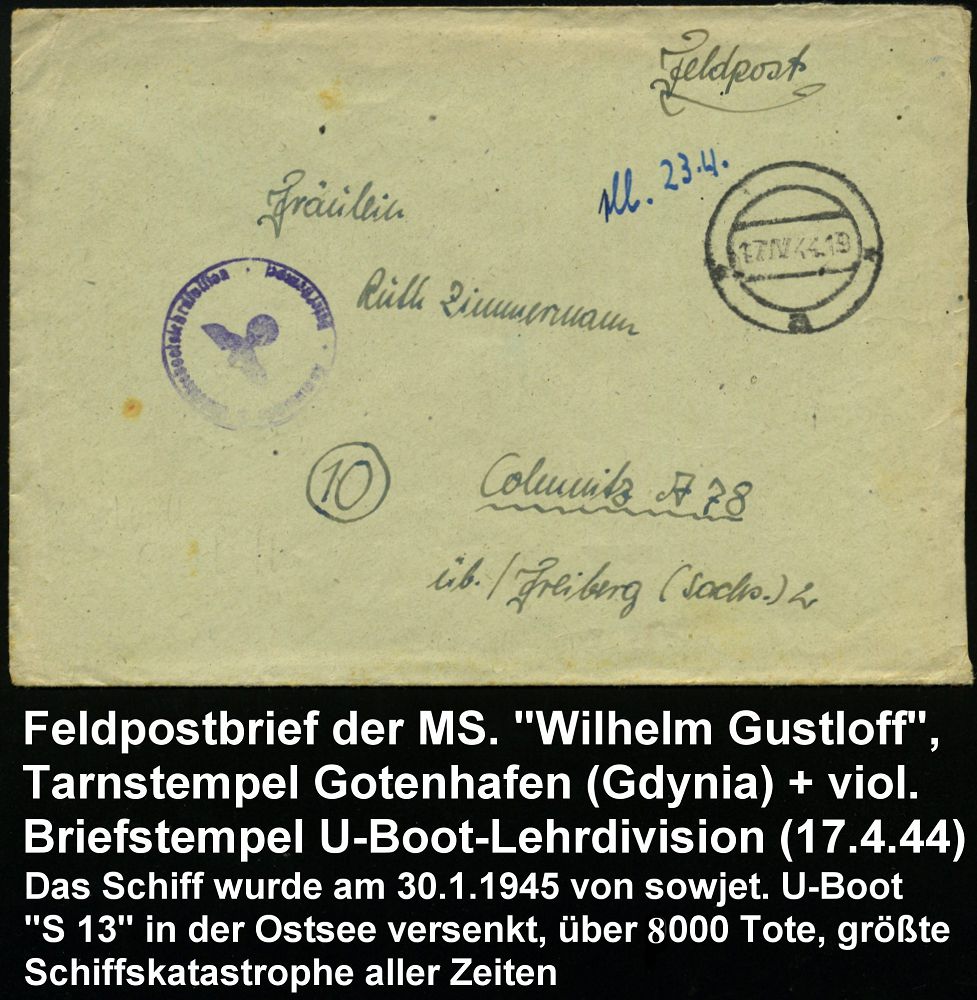 Feldpost
23.4.
17.IV.44.19
a
Fräulein
Ruth Zimmermann
10 Colmnitz A 78
üb./Freiberg (Sachs.) 2
Feldpostbrief der MS. "Wilhelm Gustloff",
Tarnstempel Gotenhafen (Gdynia) + viol.
Briefstempel U-Boot-Lehrdivision (17.4.44)
Das Schiff wurde am 30.1.1945 von sowjet. U-Boot
"S 13" in der Ostsee versenkt, über 8000 Tote, größte
Schiffskatastrophe aller Zeiten